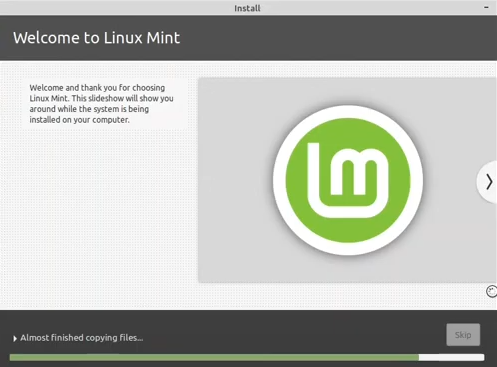 Install
Welcome to Linux Mint
Welcome and thank you for choosing
Linux Mint. This slideshow will show you
around while the system is being
installed on your computer.
lm
Almost finished copying files...
Skip